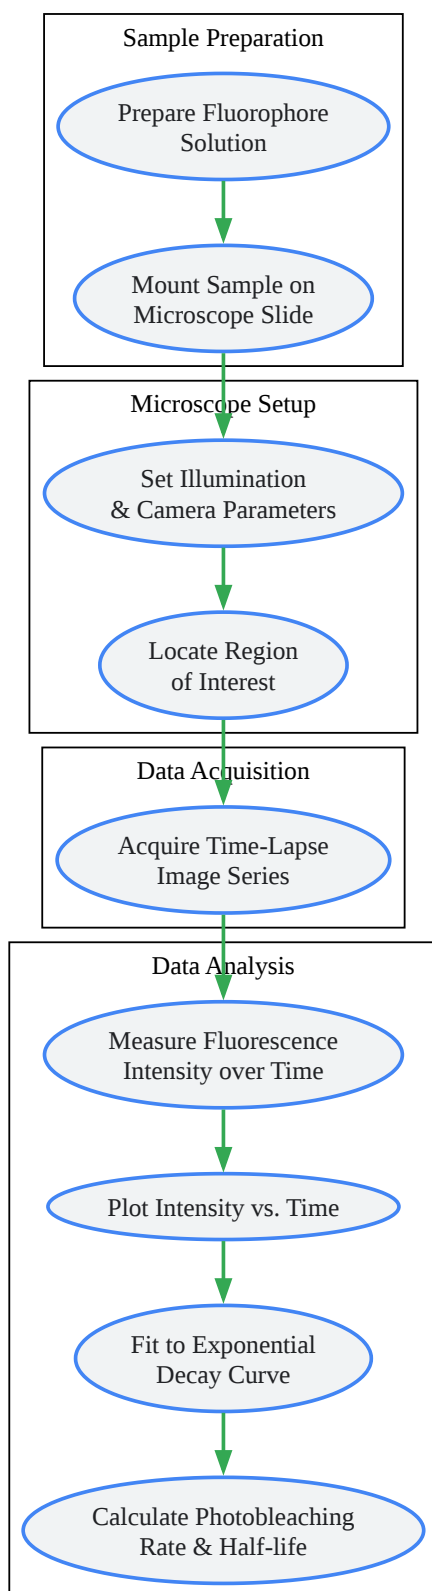 Sample Preparation
Prepare Fluorophore
Solution
Mount Sample on
Microscope Slide
Microscope Setup
Set Illumination
& Camera Parameters
Locate Region
of Interest
Data Acquisition
Acquire Time-Lapse
Image Series
Data Analysis
Measure Fluorescence
Intensity over Time
Plot Intensity vs. Time
Fit to Exponential
Decay Curve
Calculate Photobleaching
Rate & Half-life